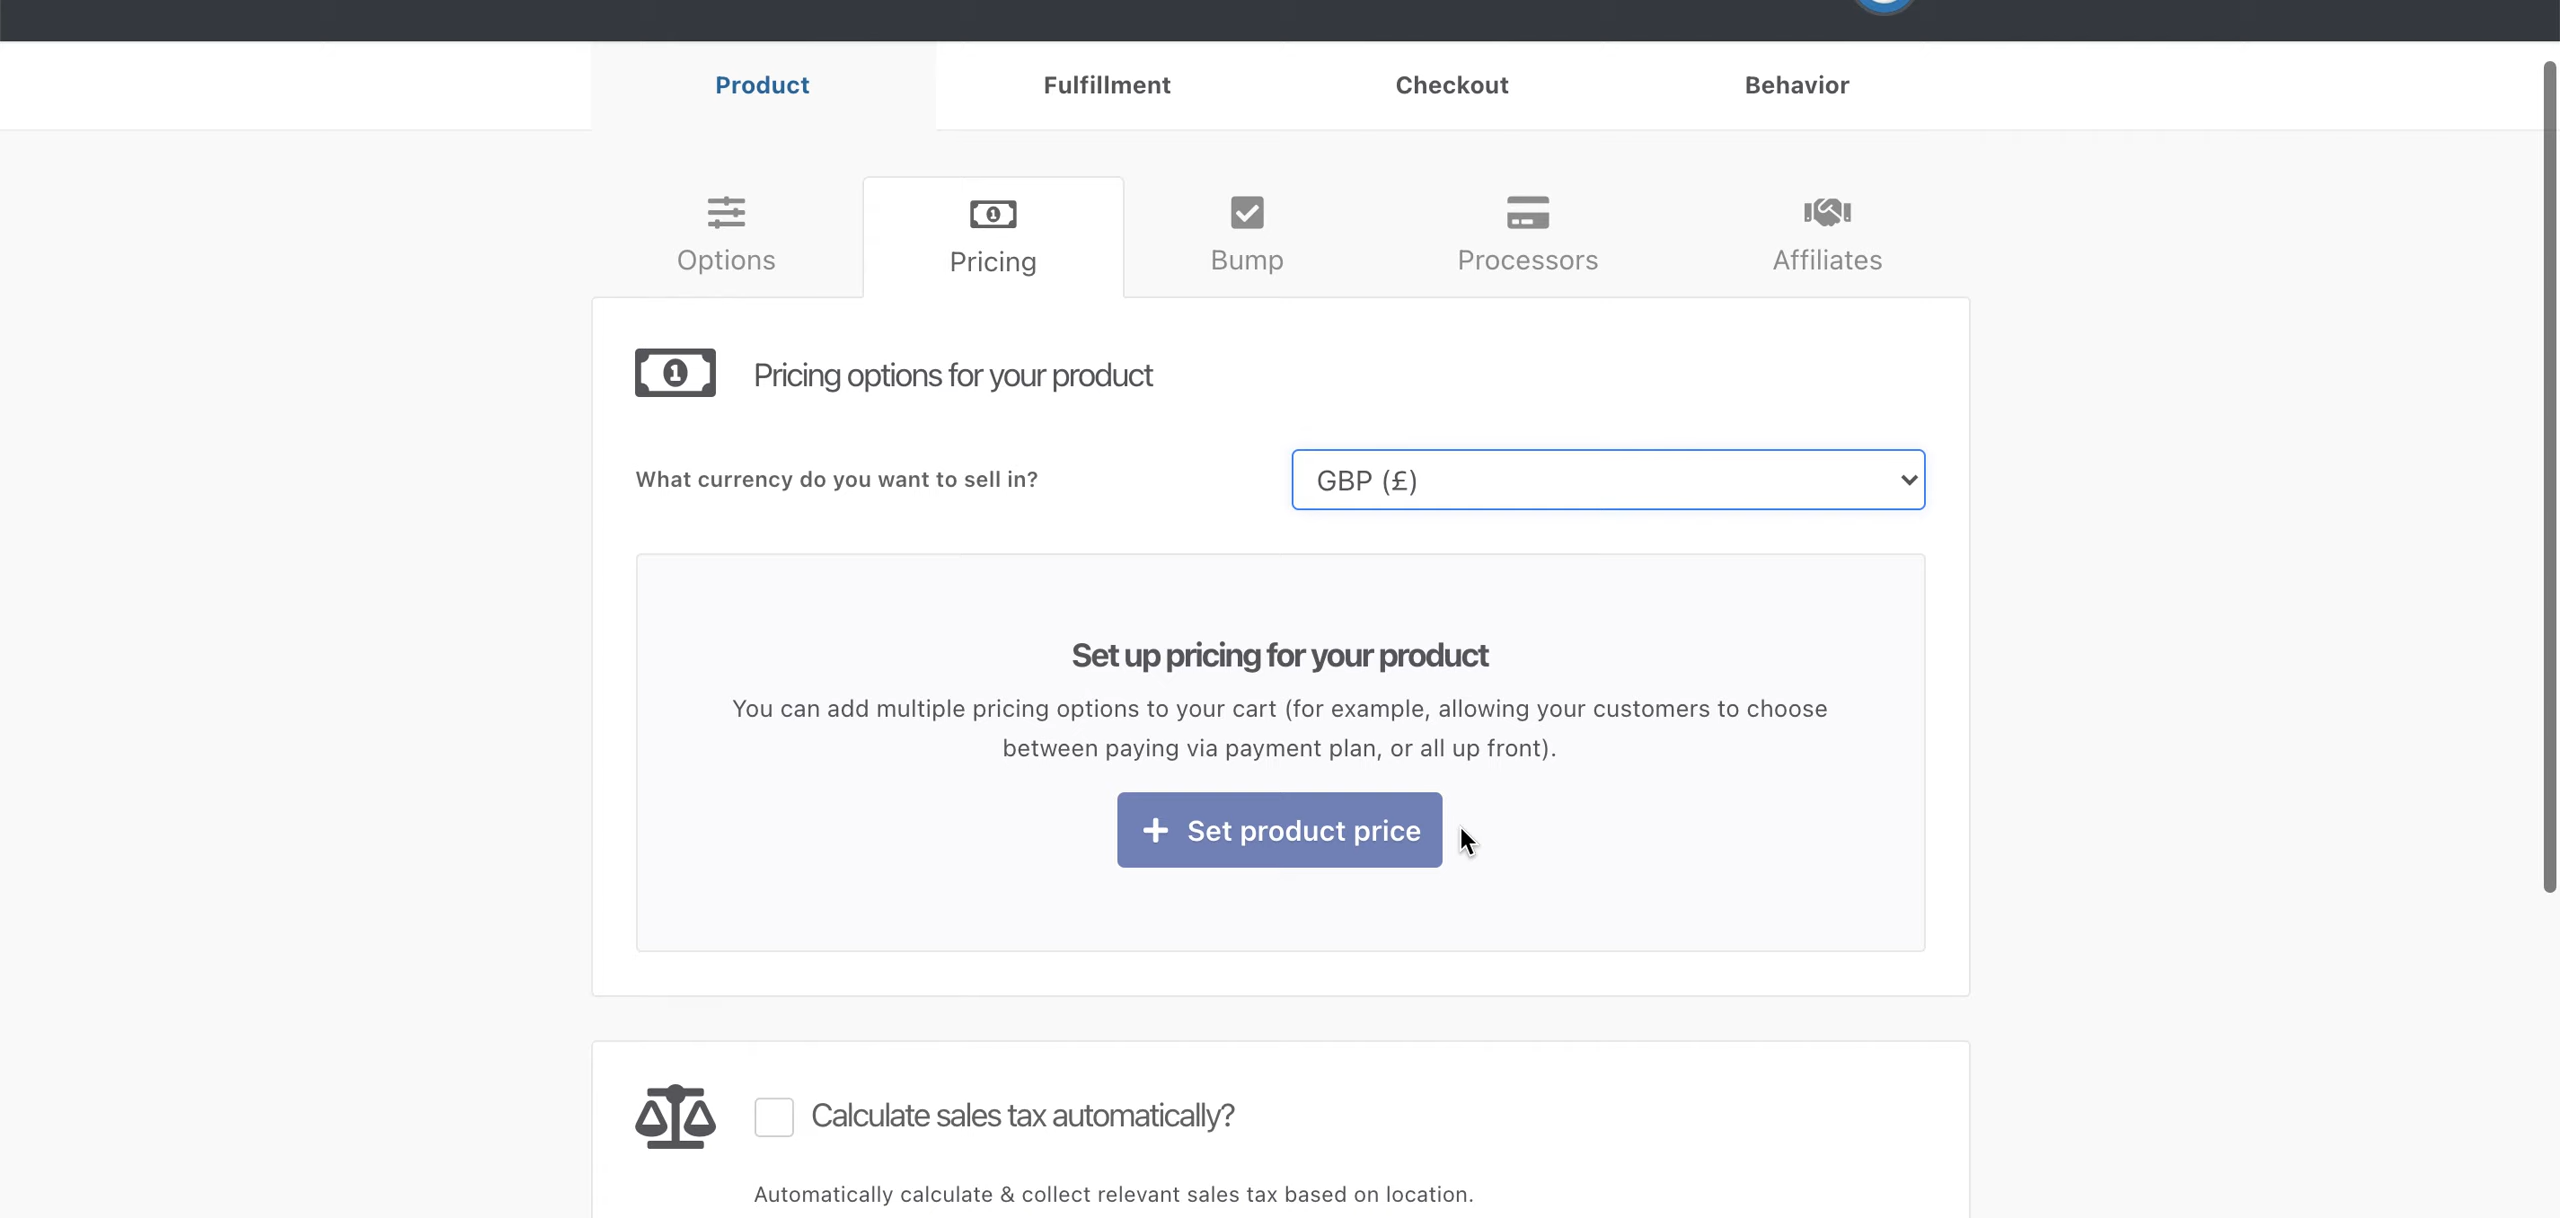 Product Fulfillment Checkout Behavior
Options Pricing Bump Processors Affiliates
Pricing options for your product
What currency do you want to sell in? GBP (£)
Set up pricing for your product
You can add multiple pricing options to your cart (for example, allowing your customers to choose
between paying via payment plan, or all up front).
+ Set product price
Calculate sales tax automatically?
Automatically calculate & collect relevant sales tax based on location.